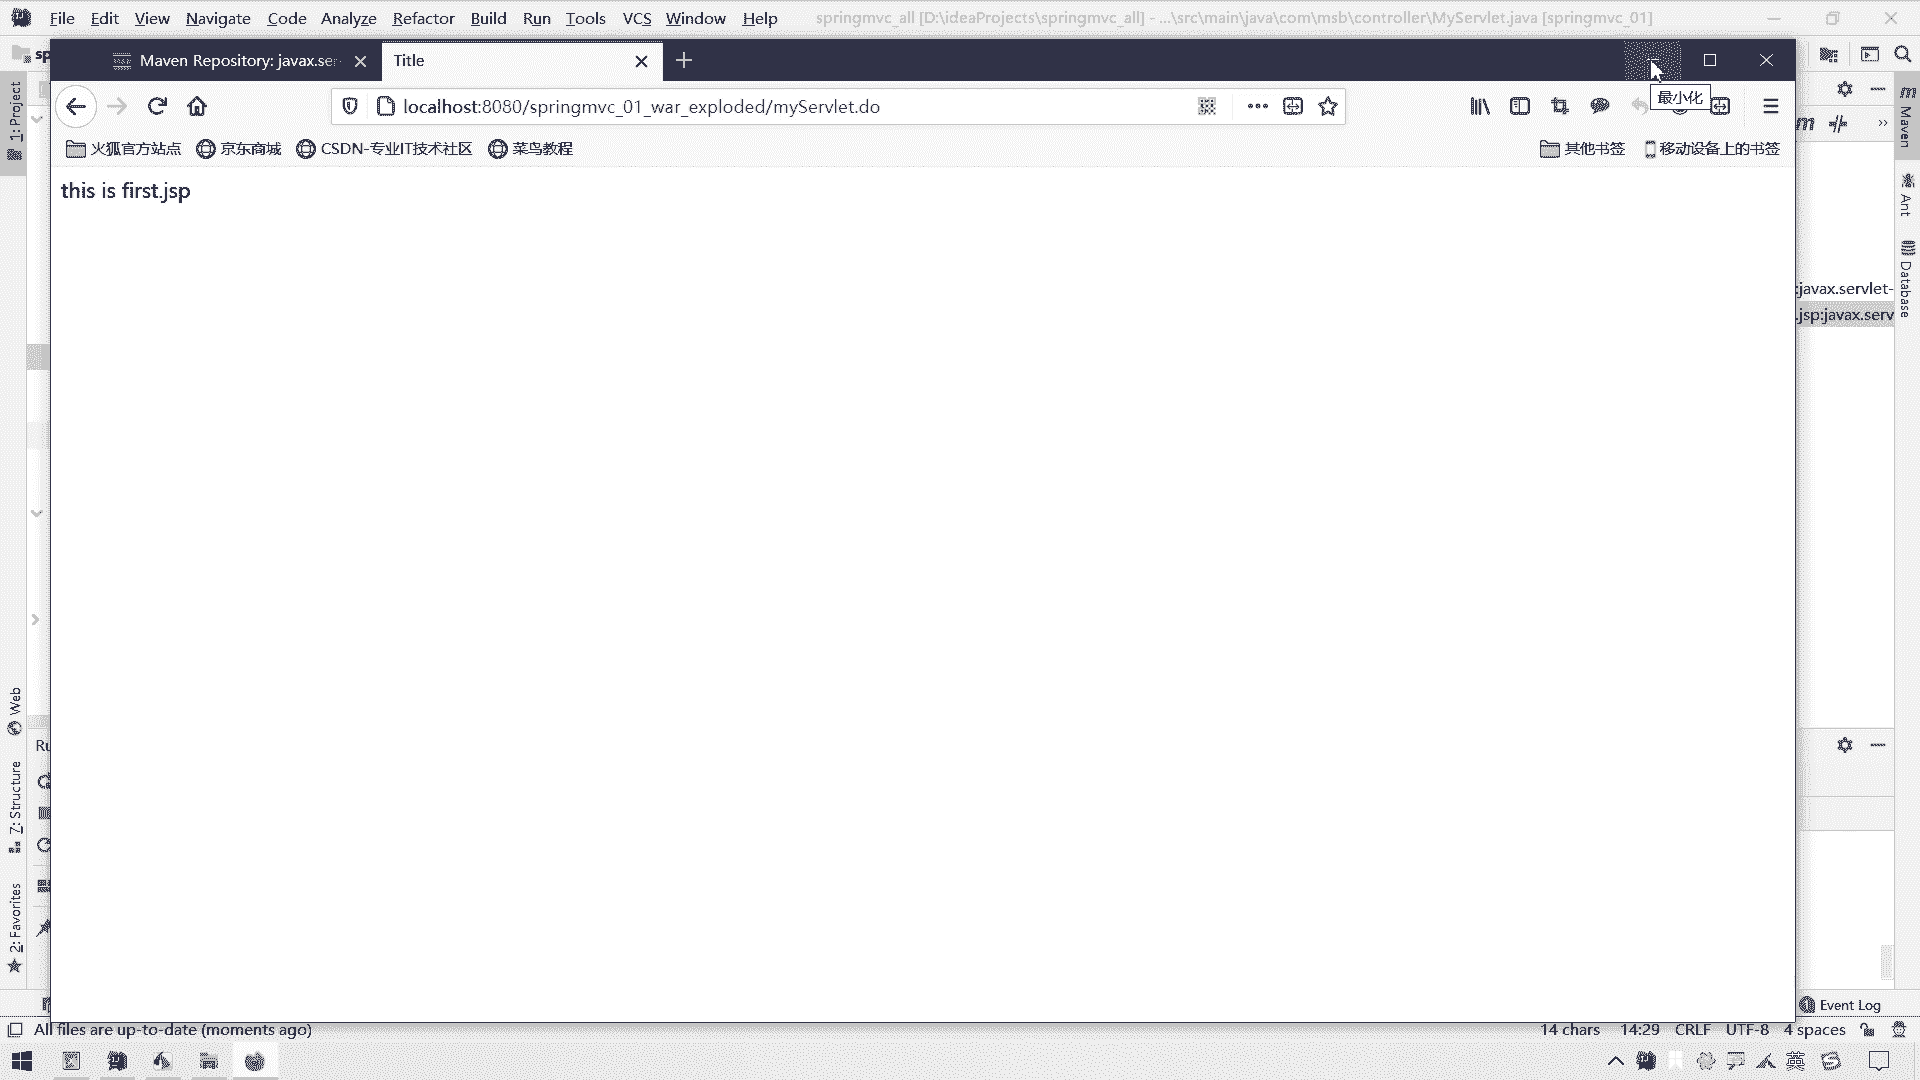 File Edit View Navigate Code Analyze Refactor Build Run Tools VCS Window Help springmvc_all [D:\ideaProjects\springmvc_all] - ...\src\main\java\com\msb\controller\MyServlet.java [springmvc_01]
sp
Maven Repository: javax.ser
Title
localhost:8080/springmvc_01_war_exploded/myServlet.do
最小化
火狐官方站点 京东商城 CSDN-专业IT技术社区 菜鸟教程 其他书签 移动设备上的书签
this is first.jsp
1: Project
Maven
Ant
Database
:javax.servlet-
.jsp:javax.serv
Web
Ru
7: Structure
2: Favorites
Event Log
All files are up-to-date (moments ago) 14 chars 14:29 CRLF UTF-8 4 spaces
英